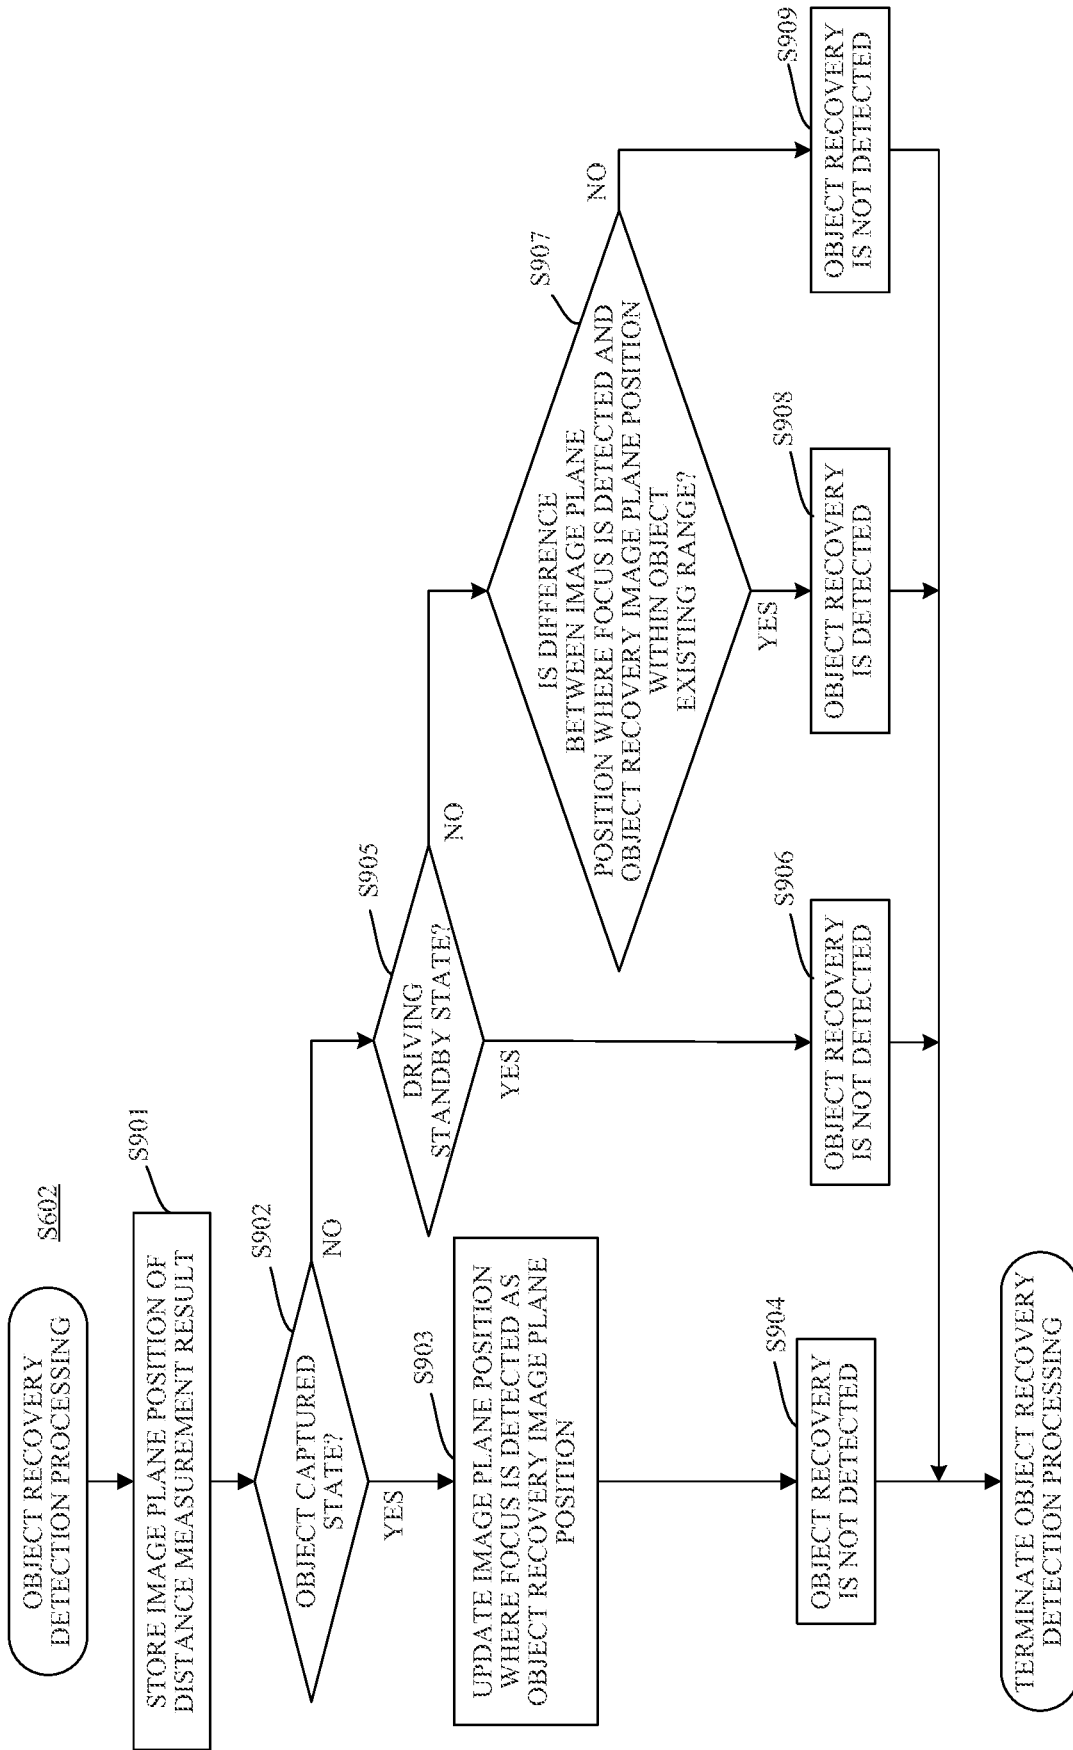 S602
OBJECT RECOVERY
DETECTION PROCESSING
S901
STORE IMAGE PLANE POSITION OF
DISTANCE MEASUREMENT RESULT
S902
OBJECT CAPTURED
STATE?
YES
NO
S903
UPDATE IMAGE PLANE POSITION
WHERE FOCUS IS DETECTED AS
OBJECT RECOVERY IMAGE PLANE
POSITION
S904
OBJECT RECOVERY
IS NOT DETECTED
S905
DRIVING
STANDBY STATE?
YES
NO
S906
OBJECT RECOVERY
IS NOT DETECTED
S907
IS DIFFERENCE
BETWEEN IMAGE PLANE
POSITION WHERE FOCUS IS DETECTED AND
OBJECT RECOVERY IMAGE PLANE POSITION
WITHIN OBJECT
EXISTING RANGE?
YES
NO
S908
OBJECT RECOVERY
IS DETECTED
S909
OBJECT RECOVERY
IS NOT DETECTED
TERMINATE OBJECT RECOVERY
DETECTION PROCESSING